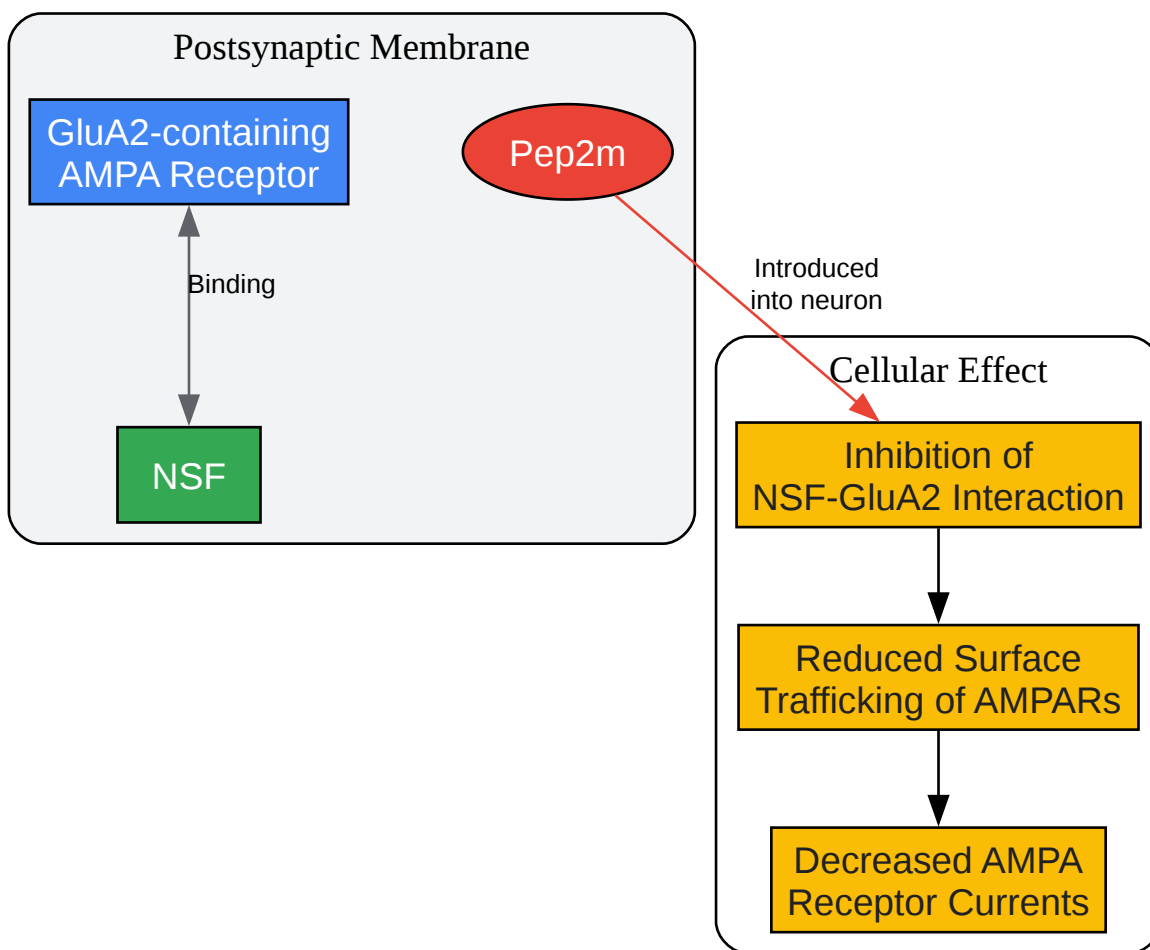 Postsynaptic Membrane
GluA2-containing
AMPA Receptor
Pep2m
Binding
NSF
Introduced
into neuron
Cellular Effect
Inhibition of
NSF-GluA2 Interaction
Reduced Surface
Trafficking of AMPARs
Decreased AMPA
Receptor Currents